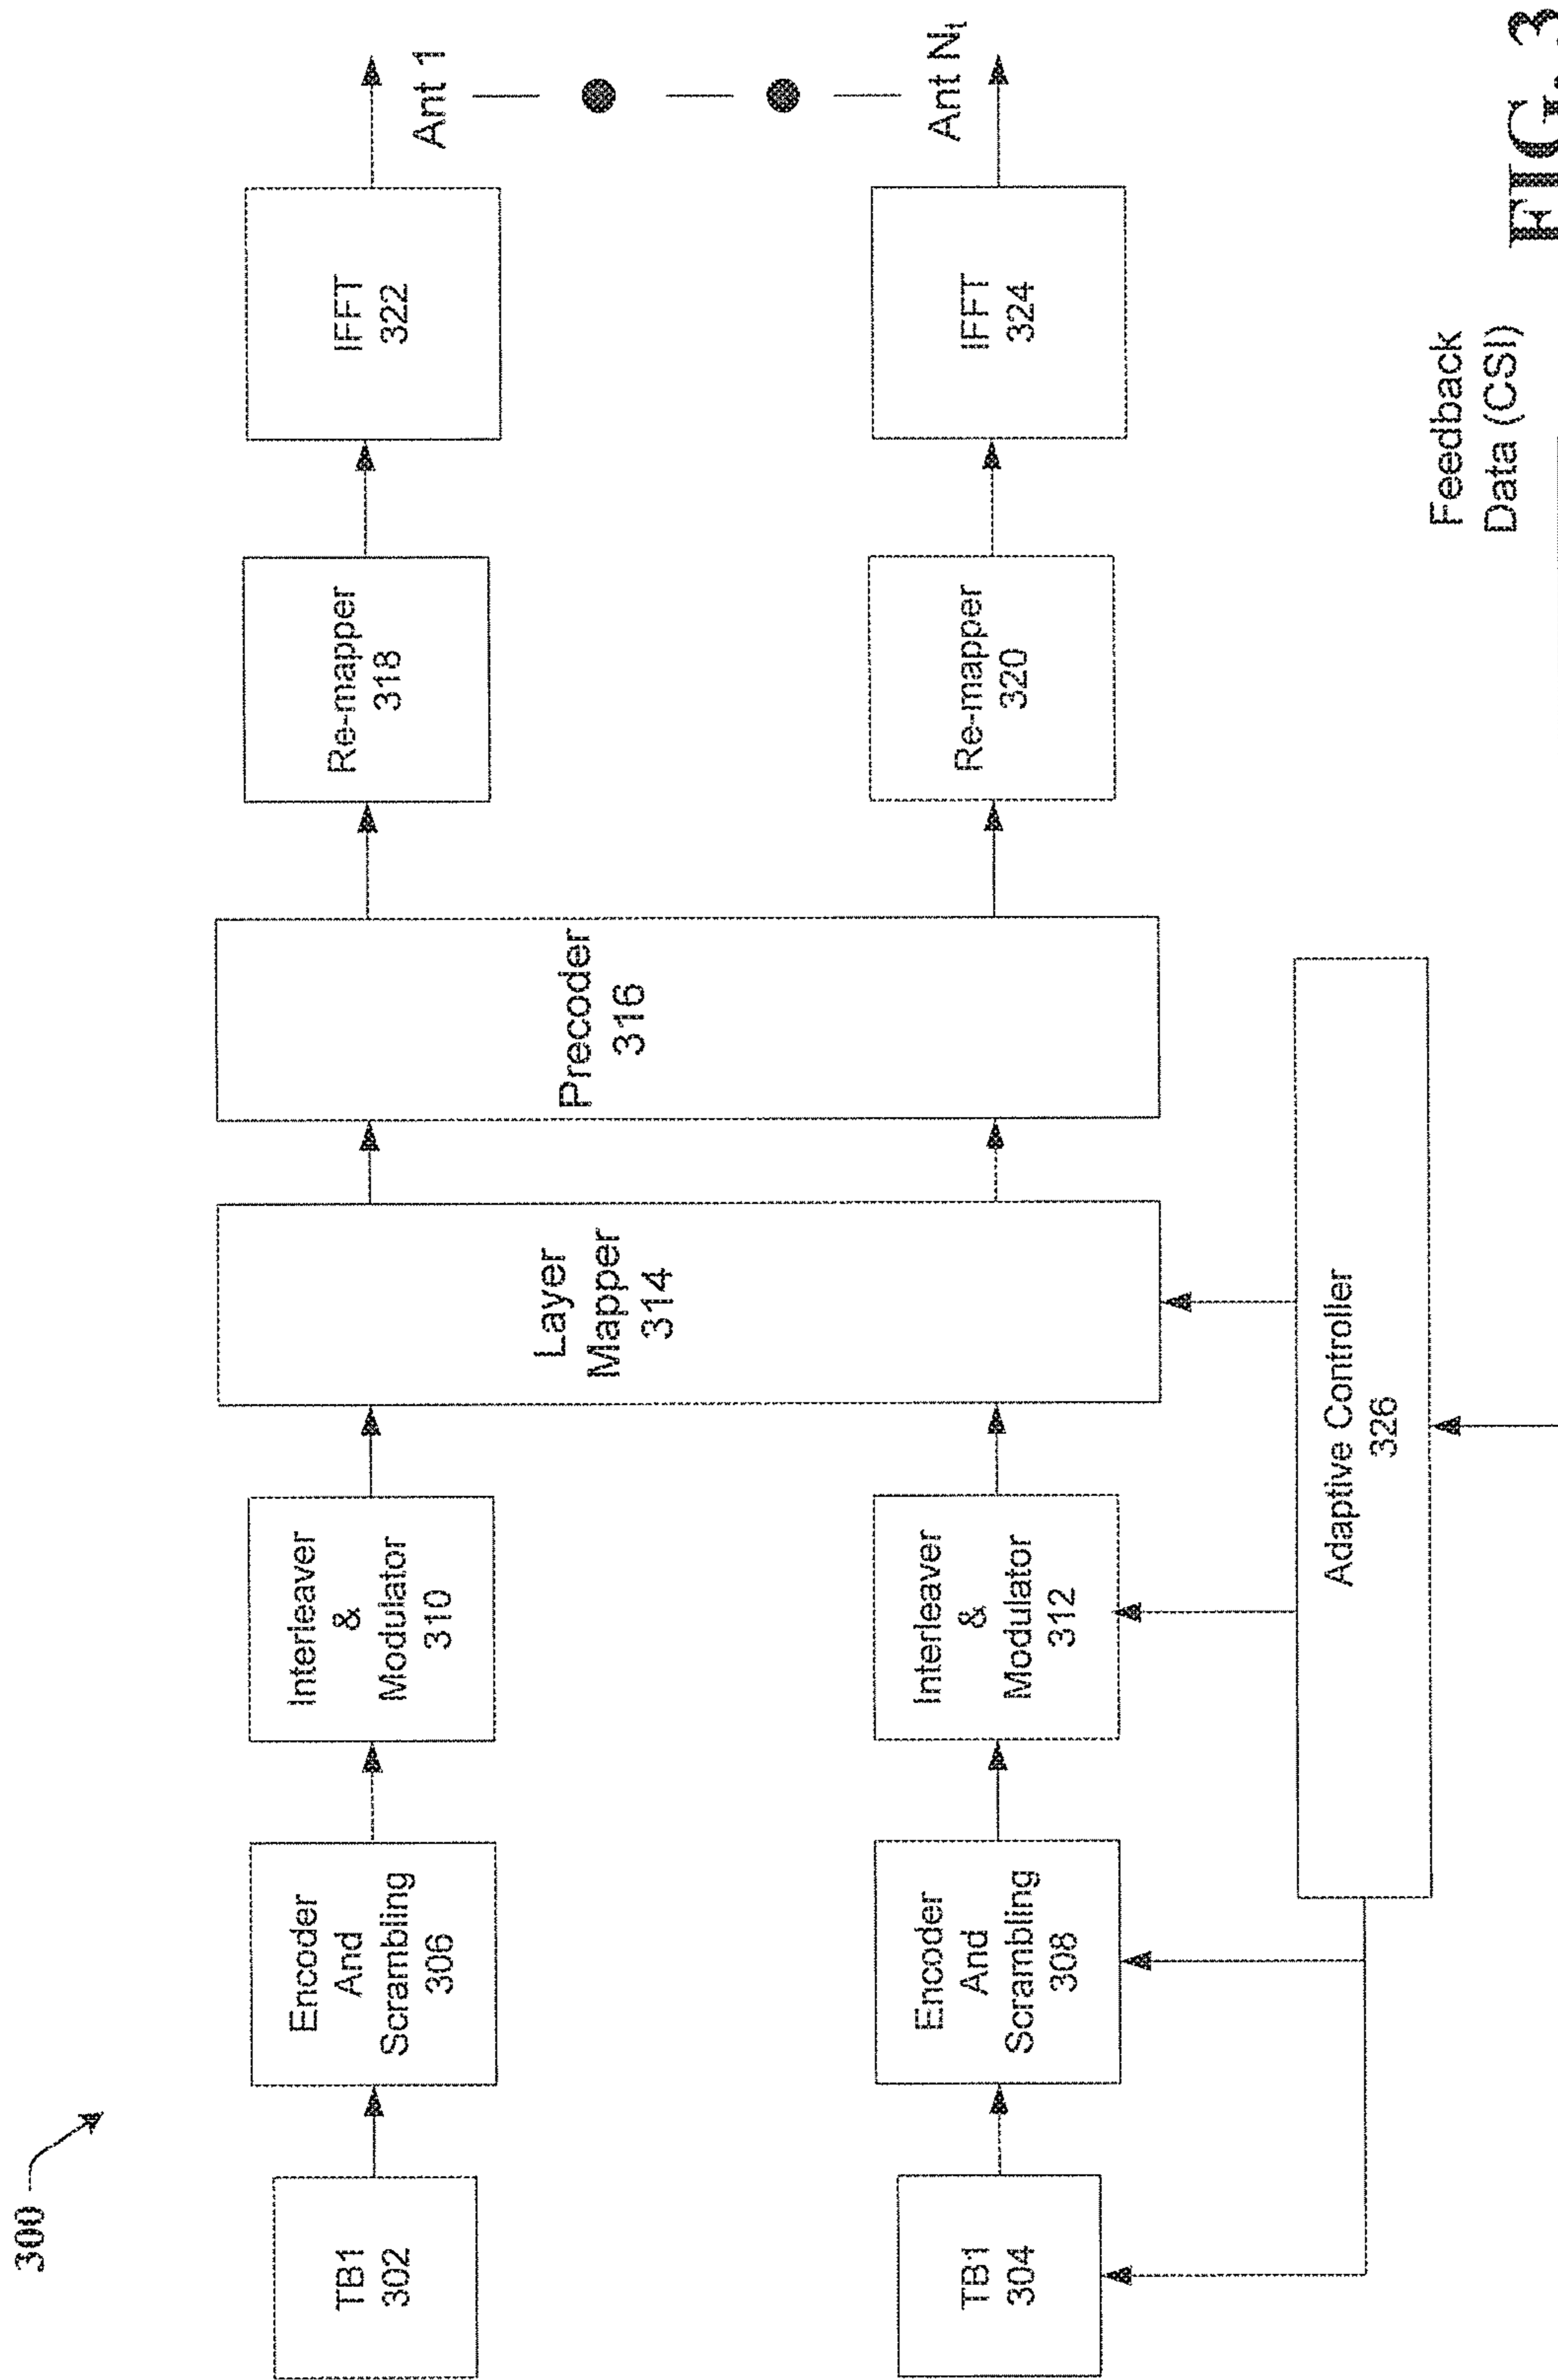 300
TB1
302
Encoder
And
Scrambling
306
Interleaver
&
Modulator
310
Layer
Mapper
314
Precoder
316
Re-mapper
318
IFFT
322
Ant 1
TB1
304
Encoder
And
Scrambling
308
Interleaver
&
Modulator
312
Re-mapper
320
IFFT
324
Ant Nt
Adaptive Controller
326
Feedback
Data (CSI)
FIG. 3